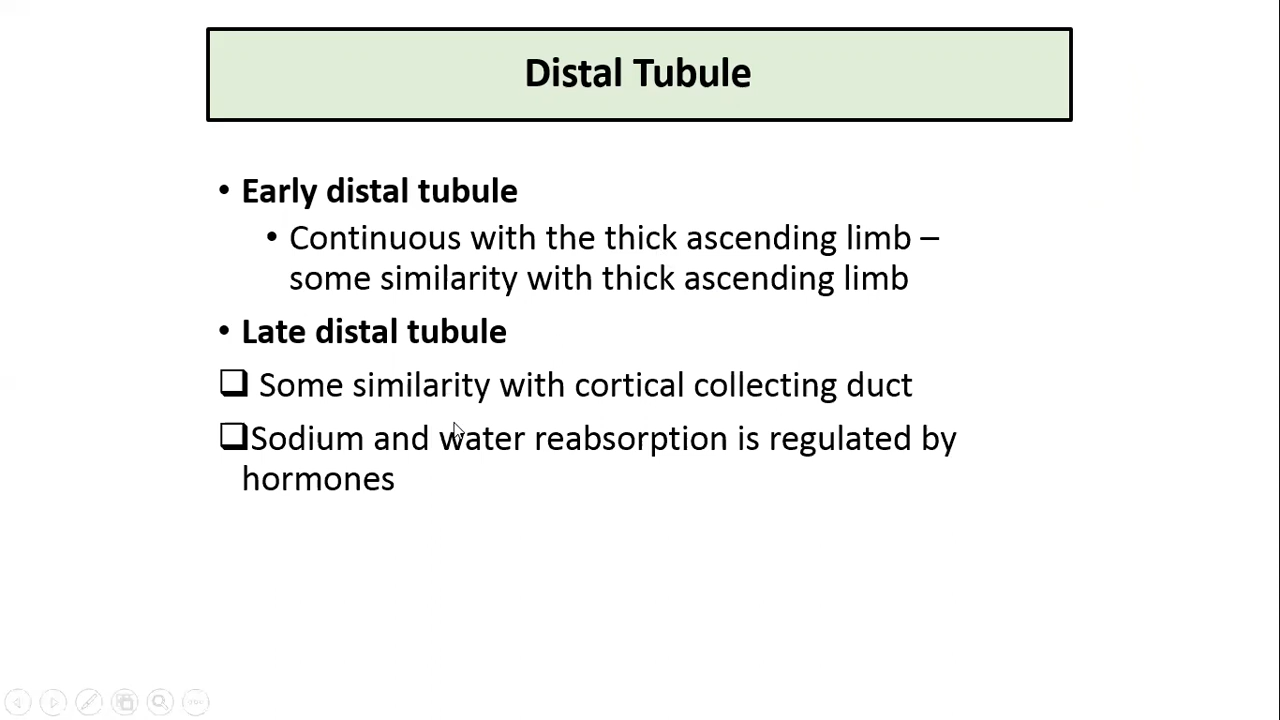 Distal Tubule
• Early distal tubule
• Continuous with the thick ascending limb –
some similarity with thick ascending limb
• Late distal tubule
❑ Some similarity with cortical collecting duct
❑Sodium and water reabsorption is regulated by
hormones